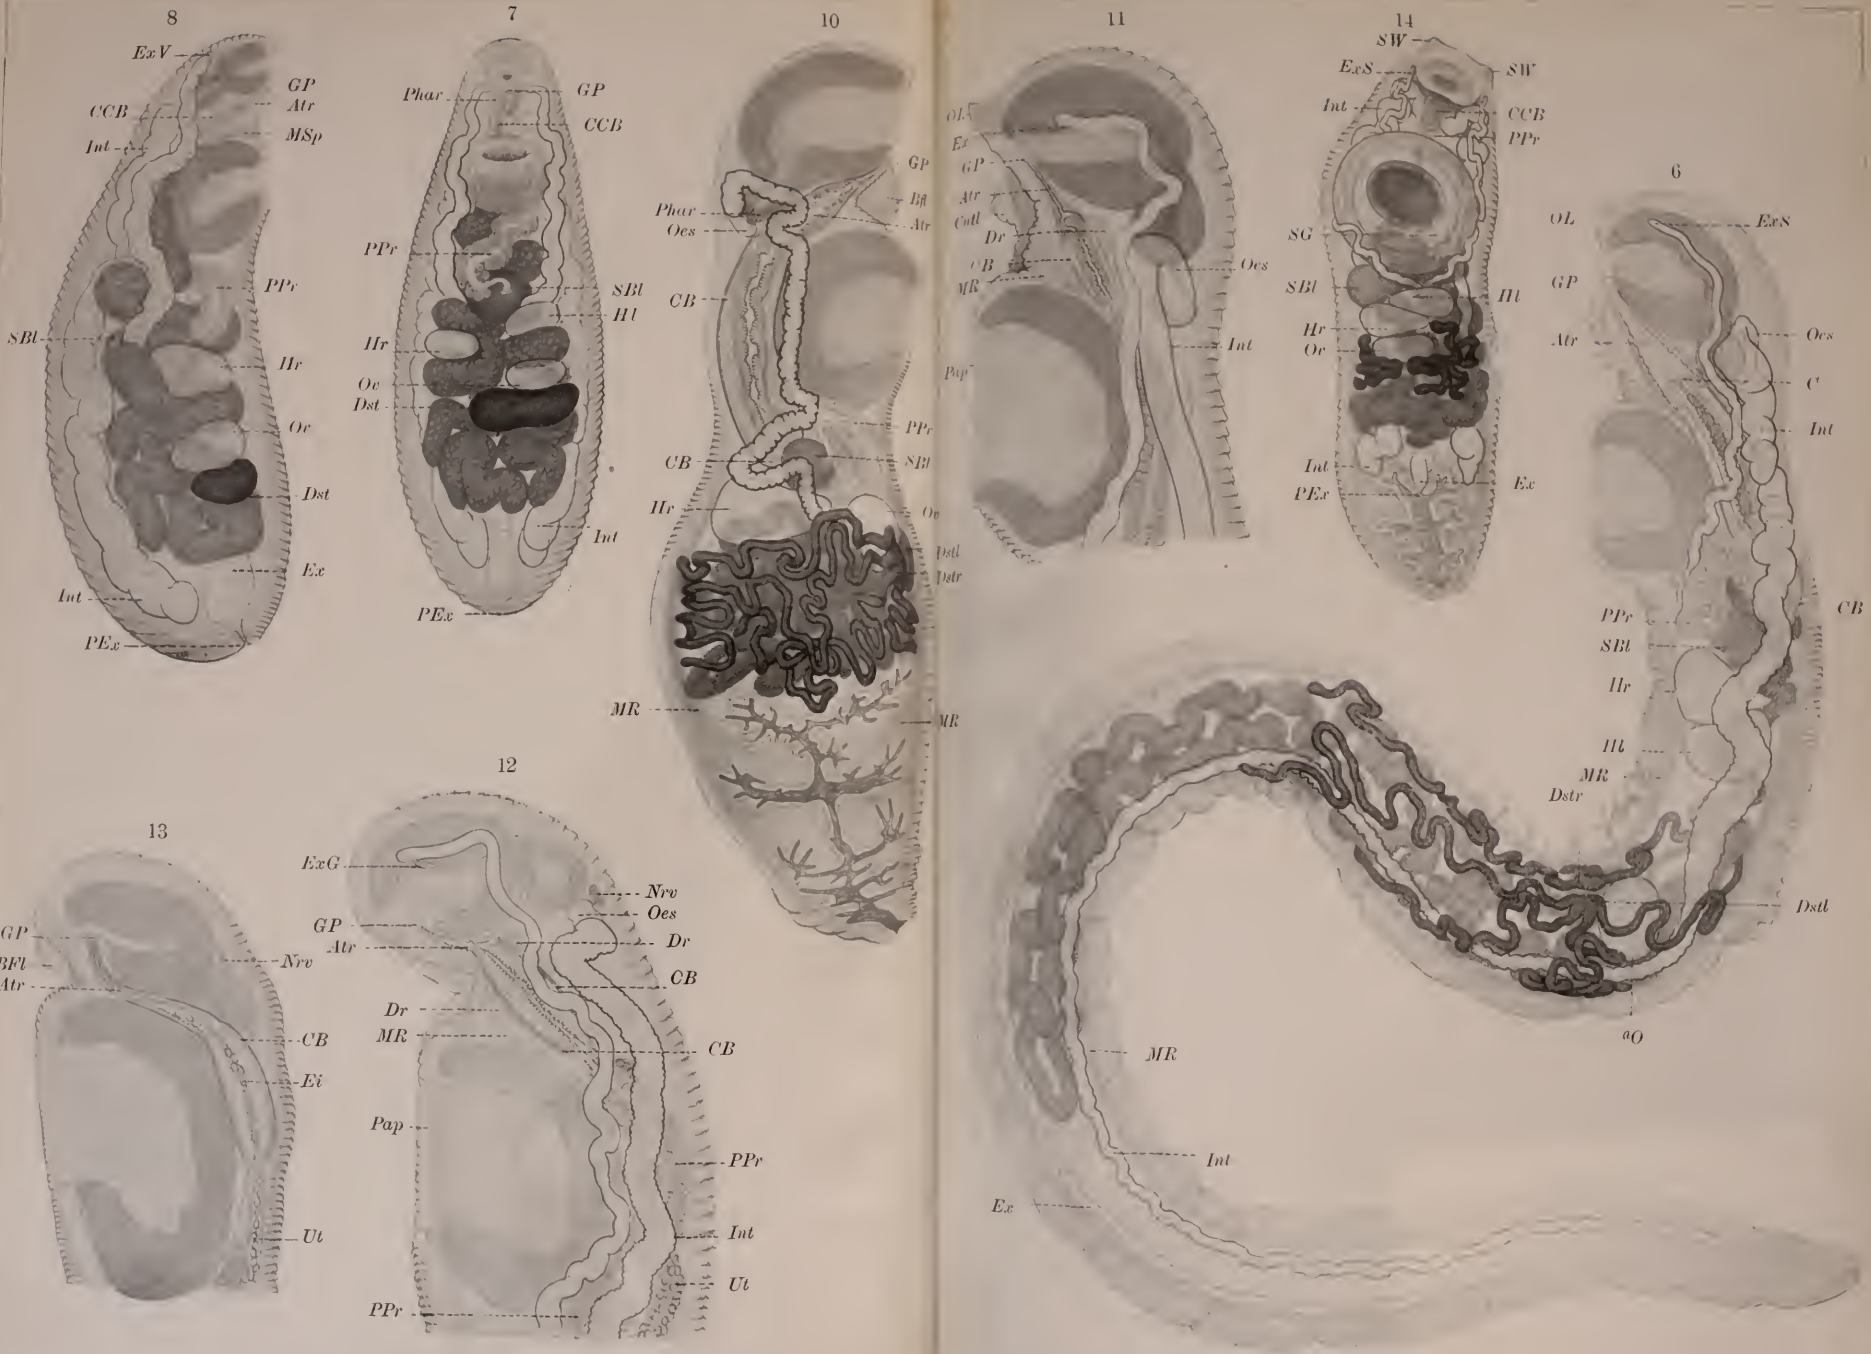 8
ExV
GP
Atr
CCB
MSp
Int
PPr
SBl
Hr
Ov
Dst
Ex
Int
PEx
7
Phar
GP
CCB
PPr
SBl
Hl
Hr
Ov
Dst
Int
PEx
10
GP
Phar
Bfl
Atr
Oes
CB
PPr
CB
SBl
Hr
Ov
Dstl
Dstr
MR
MR
11
Ex
GP
Atr
Dr
CB
MR
Oes
Int
Pap
14
SW
ExS
SW
Int
CCB
PPr
SG
SBl
Hl
Hr
Ov
Int
Ex
PEx
6
OL
ExS
GP
Oes
Atr
Int
CB
PPr
SBl
Hr
Hl
MR
Dstr
Dstl
MR
Int
Ex
13
GP
BFl
Nrv
Atr
CB
Ei
Ut
12
ExG
Nrv
Oes
GP
Atr
Dr
CB
Dr
MR
CB
Pap
PPr
Int
Ut
PPr